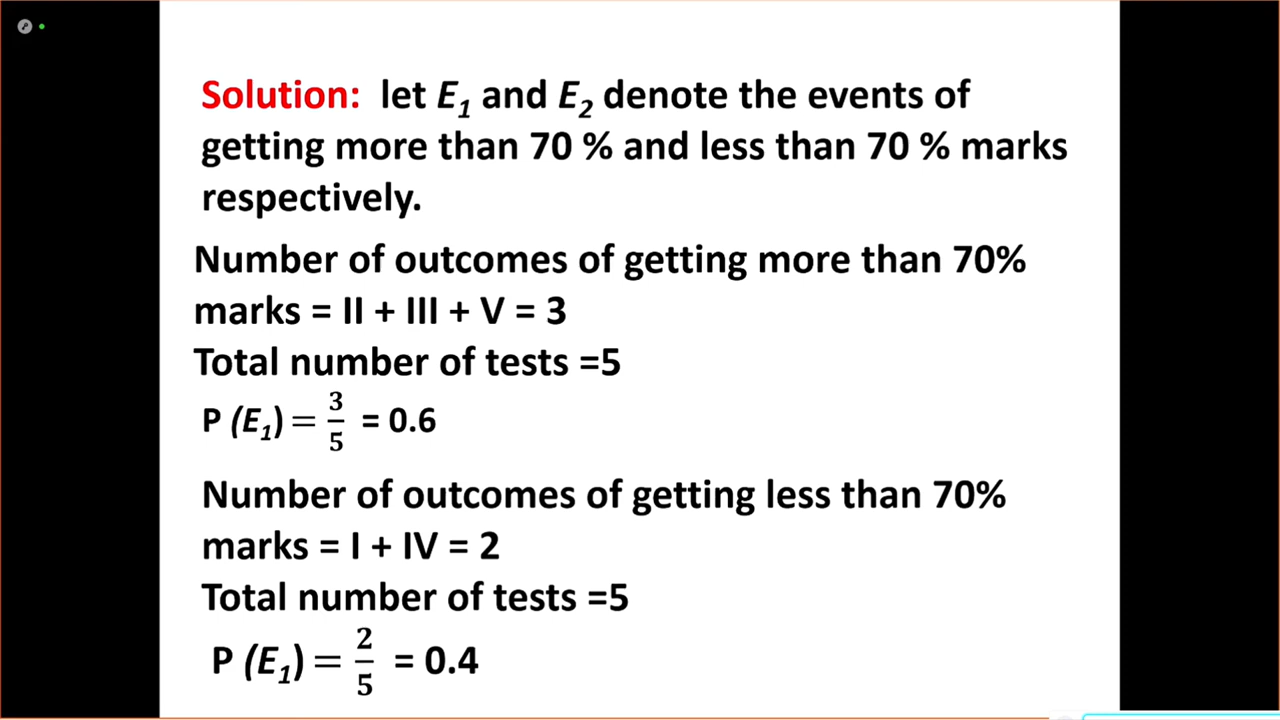 Solution: let E₁ and E₂ denote the events of
getting more than 70 % and less than 70 % marks
respectively.
Number of outcomes of getting more than 70%
marks = II + III + V = 3
Total number of tests =5
P (E₁) = 3/5 = 0.6
Number of outcomes of getting less than 70%
marks = I + IV = 2
Total number of tests =5
P (E₁) = 2/5 = 0.4